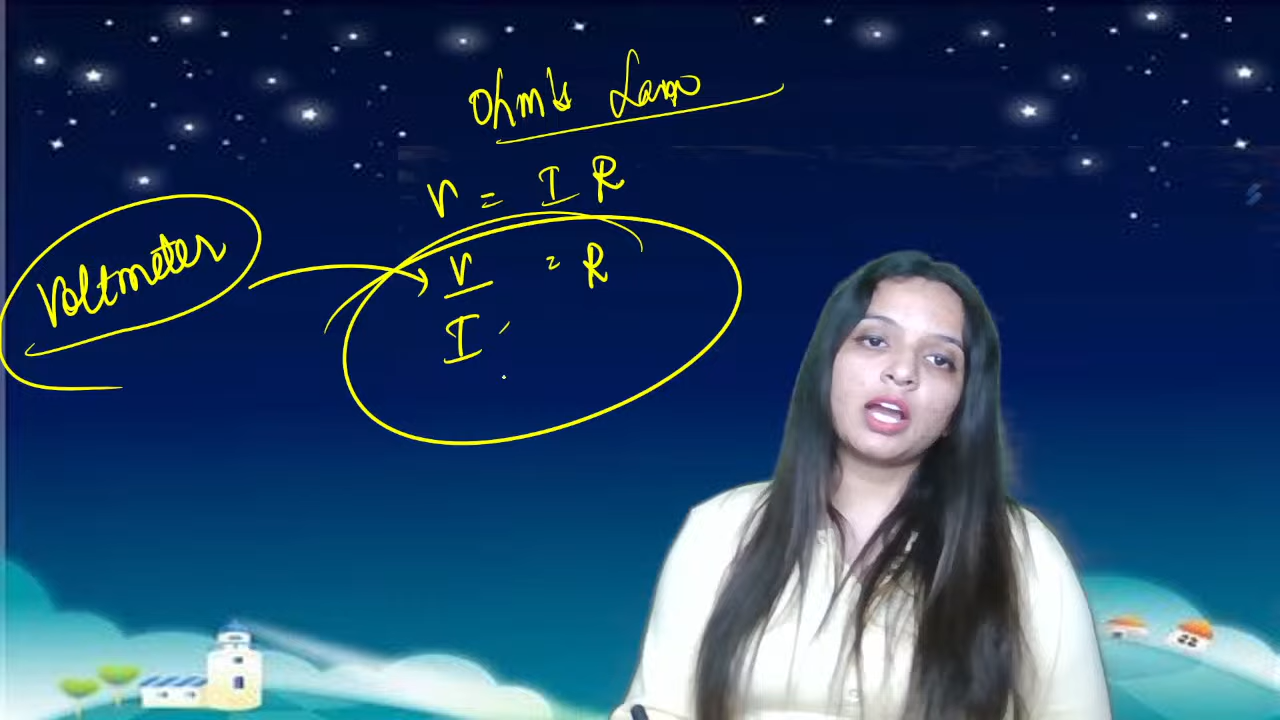 Ohm's Law
V = I R
Voltmeter
V = R
I